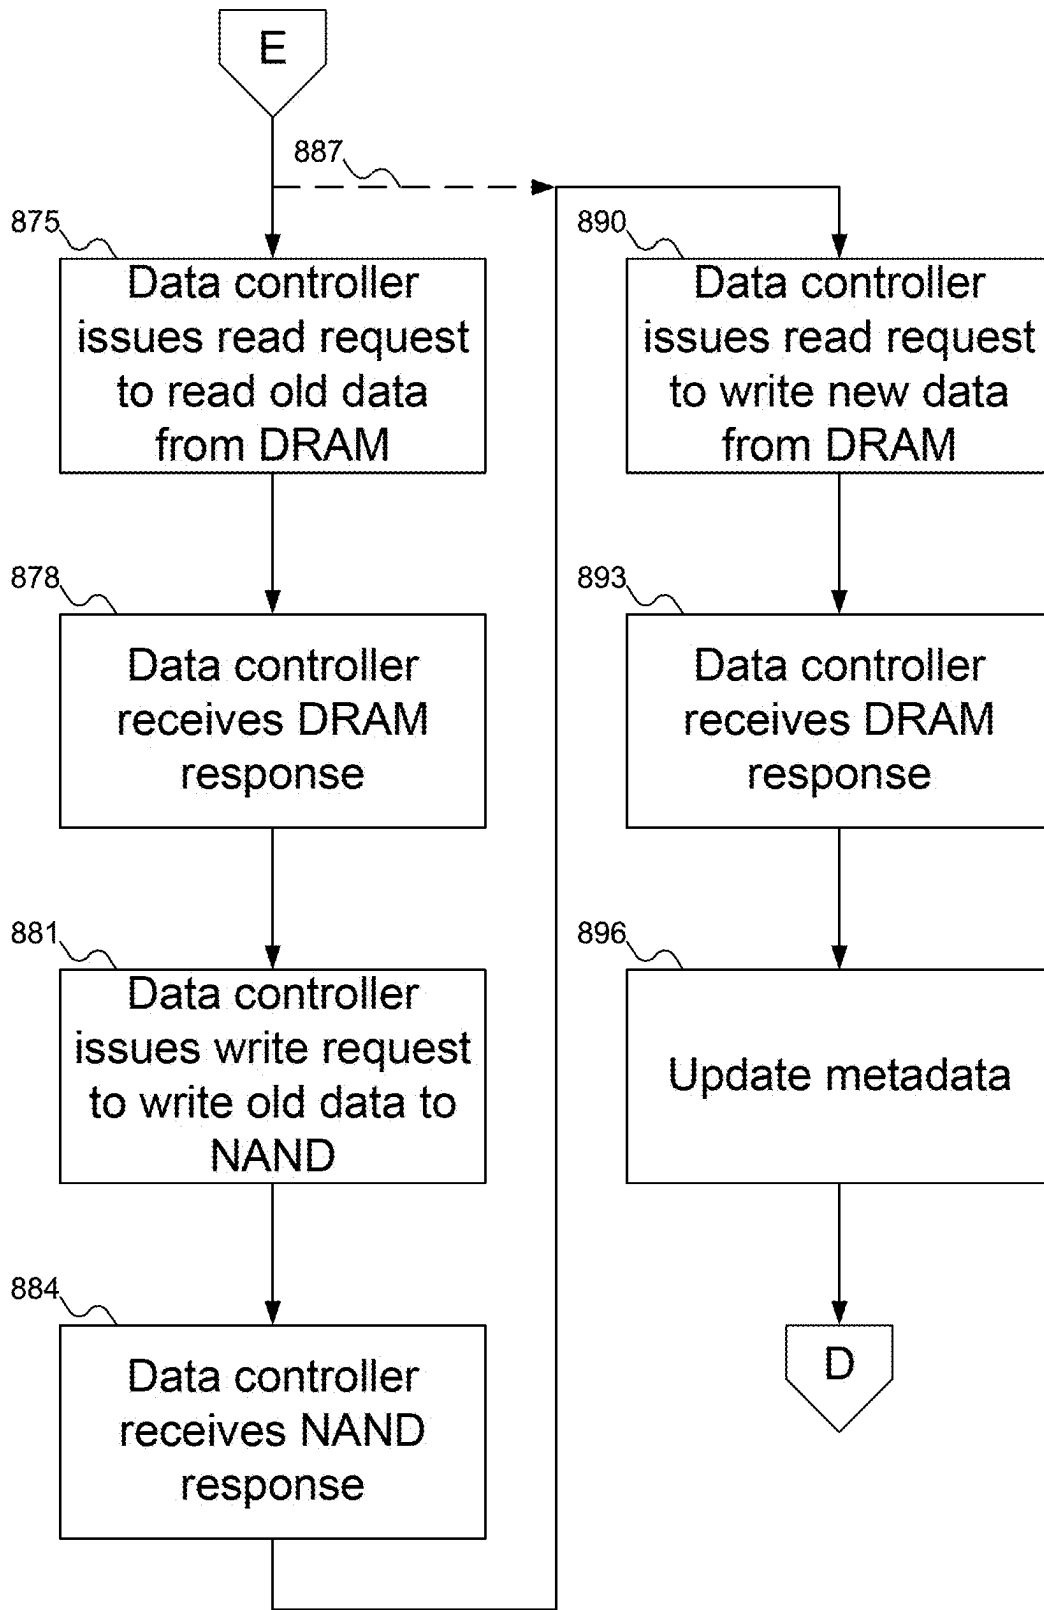 E
887
875
Data controller
issues read request
to read old data
from DRAM
878
Data controller
receives DRAM
response
881
Data controller
issues write request
to write old data to
NAND
884
Data controller
receives NAND
response
890
Data controller
issues read request
to write new data
from DRAM
893
Data controller
receives DRAM
response
896
Update metadata
D